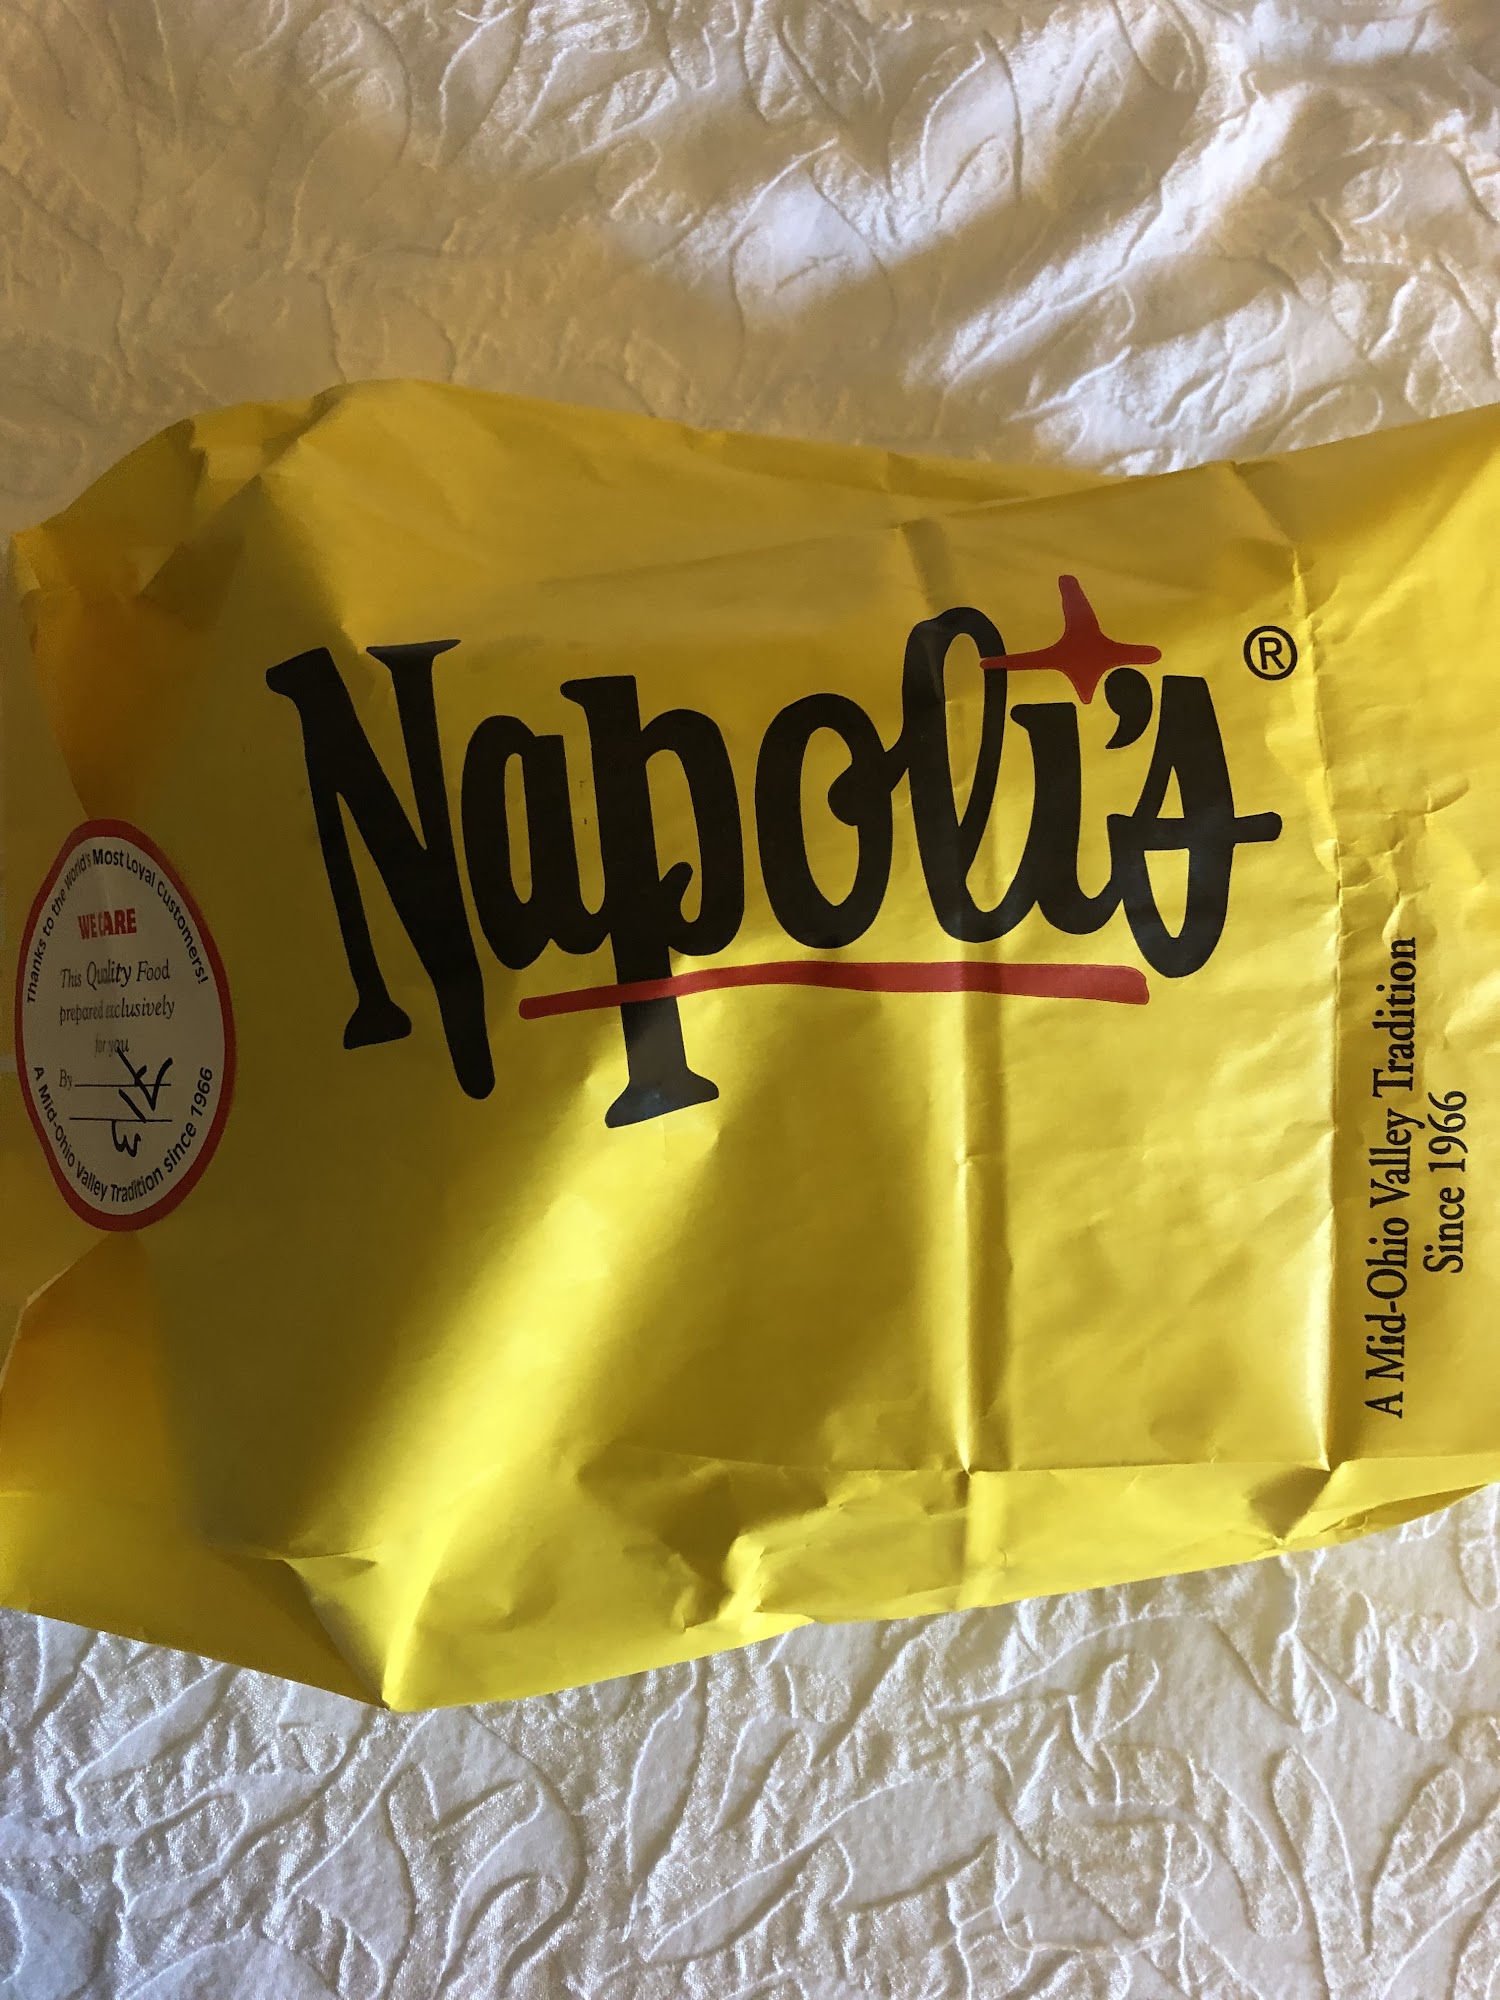 Napoli's®
A Mid-Ohio Valley Tradition
Since 1966
Thanks to the World's Most Loyal Customers!
WE CARE
This Quality Food
prepared exclusively
for you
By
A Mid-Ohio Valley Tradition since 1966